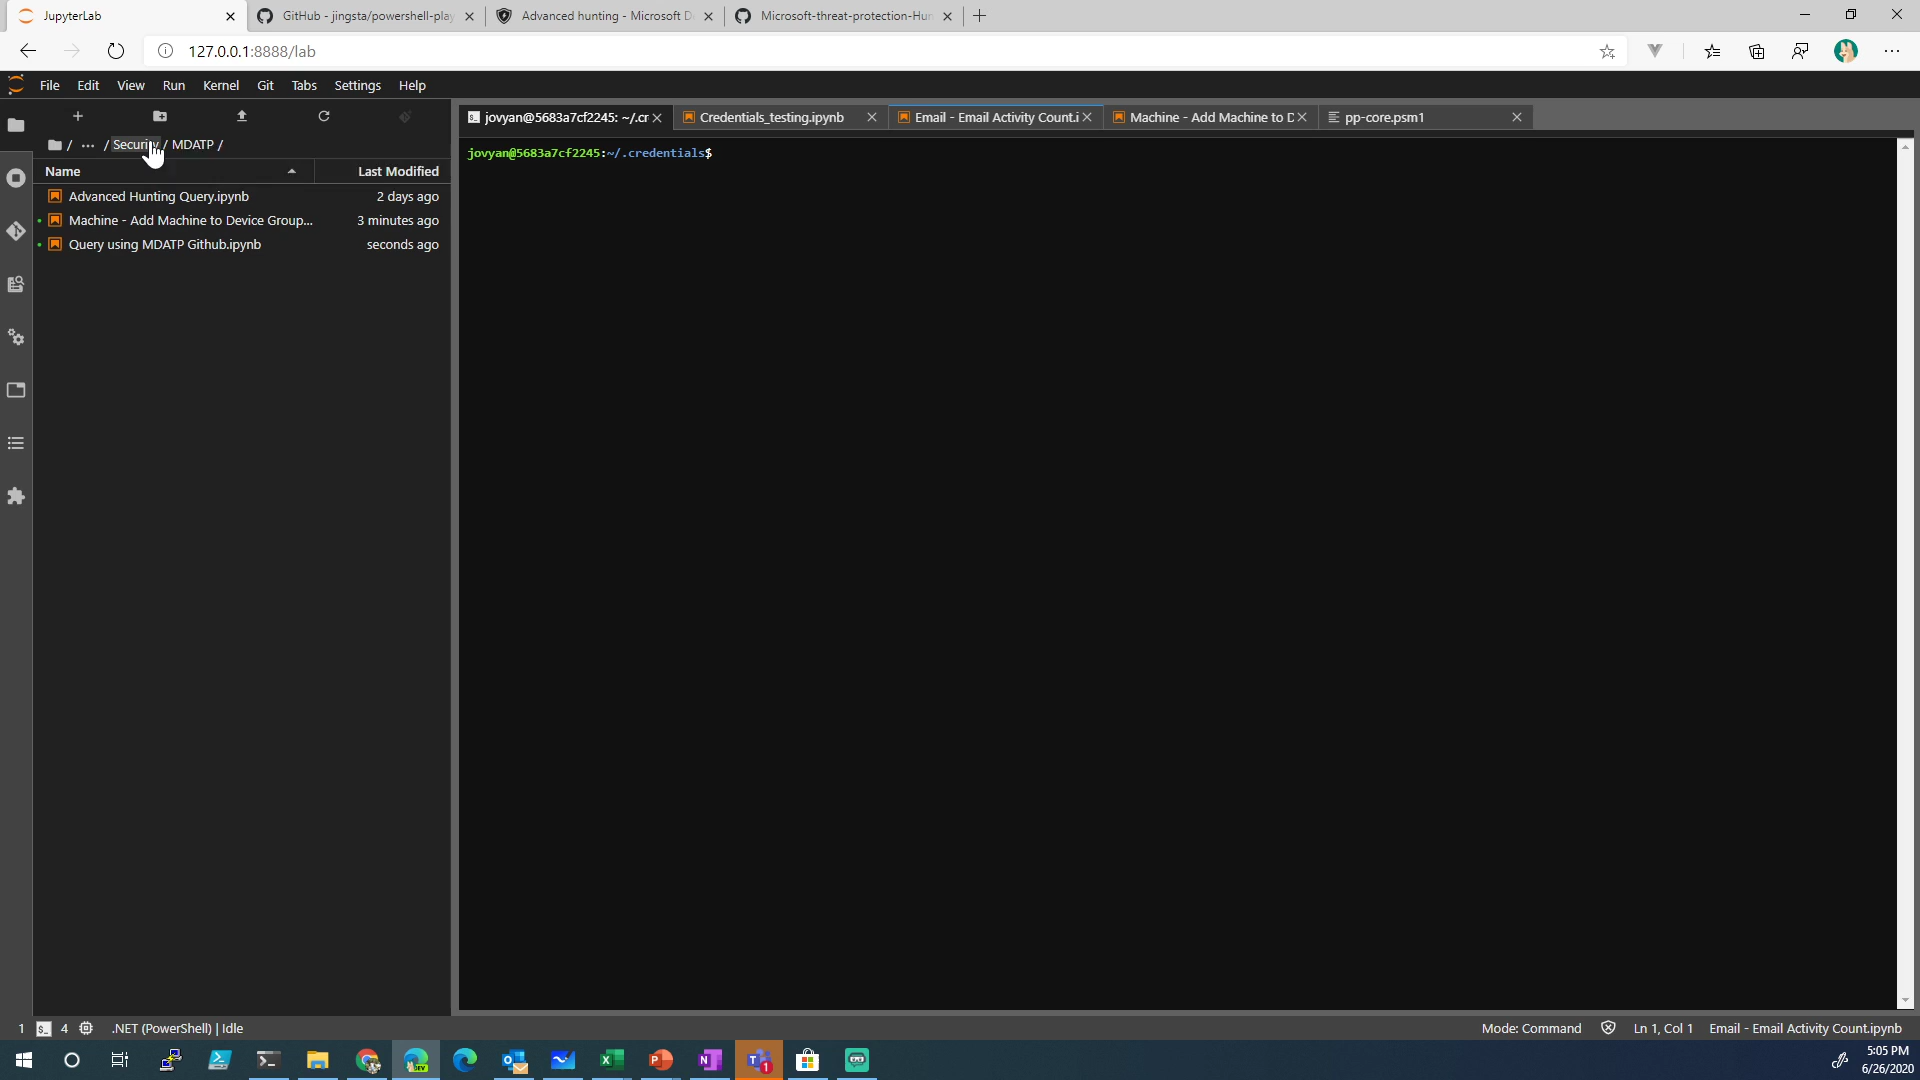 JupyterLab
GitHub - jingsta/powershell-play
Advanced hunting - Microsoft D
Microsoft-threat-protection-Hun
127.0.0.1:8888/lab
File Edit View Run Kernel Git Tabs Settings Help
/ ... / Security / MDATP /
Name Last Modified
Advanced Hunting Query.ipynb 2 days ago
Machine - Add Machine to Device Group... 3 minutes ago
Query using MDATP Github.ipynb seconds ago
jovyan@5683a7cf2245: ~/.cr
Credentials_testing.ipynb
Email - Email Activity Count.i
Machine - Add Machine to D
pp-core.psm1
jovyan@5683a7cf2245:~/.credentials$
1 $_ 4 .NET (PowerShell) | Idle
Mode: Command Ln 1, Col 1 Email - Email Activity Count.ipynb
DEV
1
5:05 PM
6/26/2020